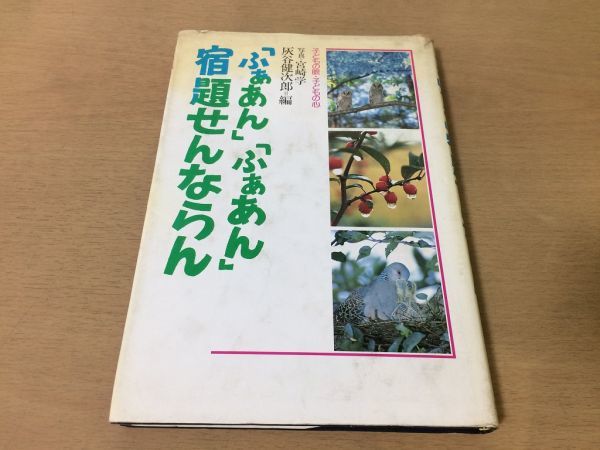 子どもの眼・子どもの心
写真・宮崎学
灰谷健次郎=編
「ふぁあん」「ふぁあん」
宿題せんならん